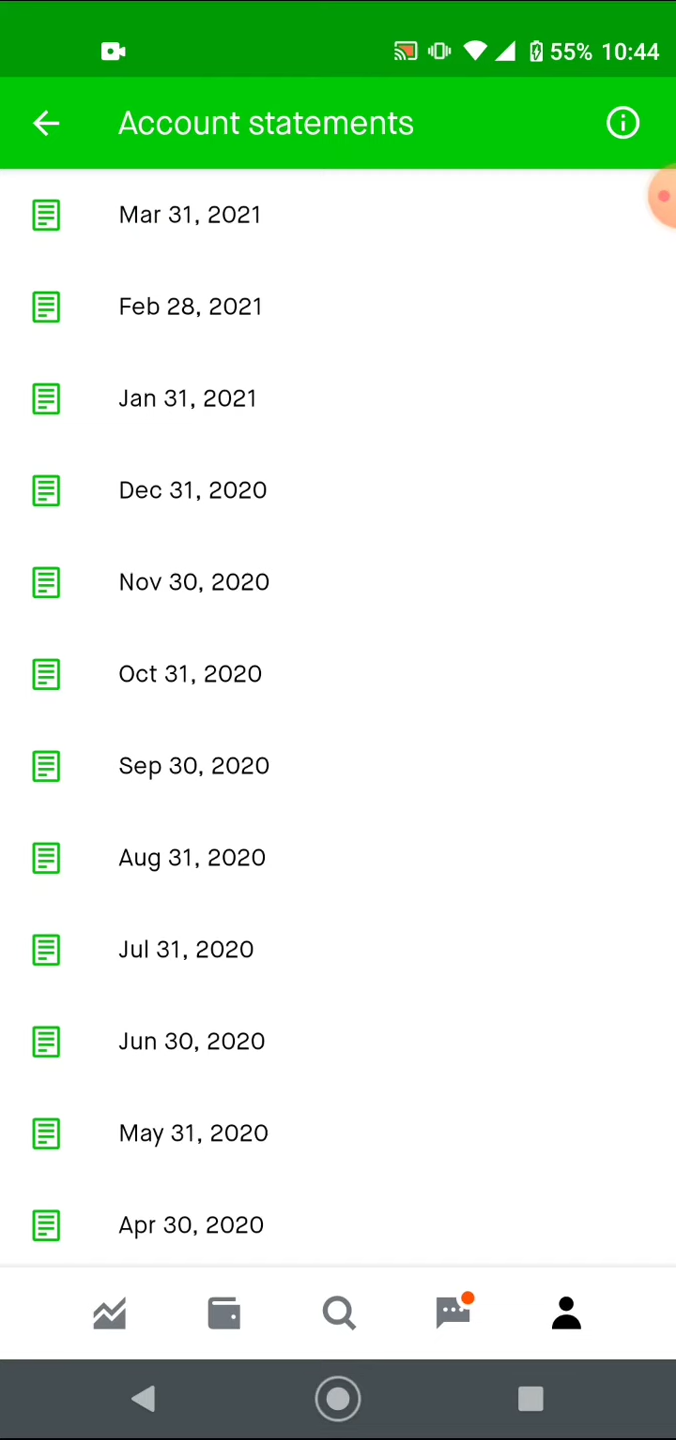 55% 10:44
Account statements
Mar 31, 2021
Feb 28, 2021
Jan 31, 2021
Dec 31, 2020
Nov 30, 2020
Oct 31, 2020
Sep 30, 2020
Aug 31, 2020
Jul 31, 2020
Jun 30, 2020
May 31, 2020
Apr 30, 2020